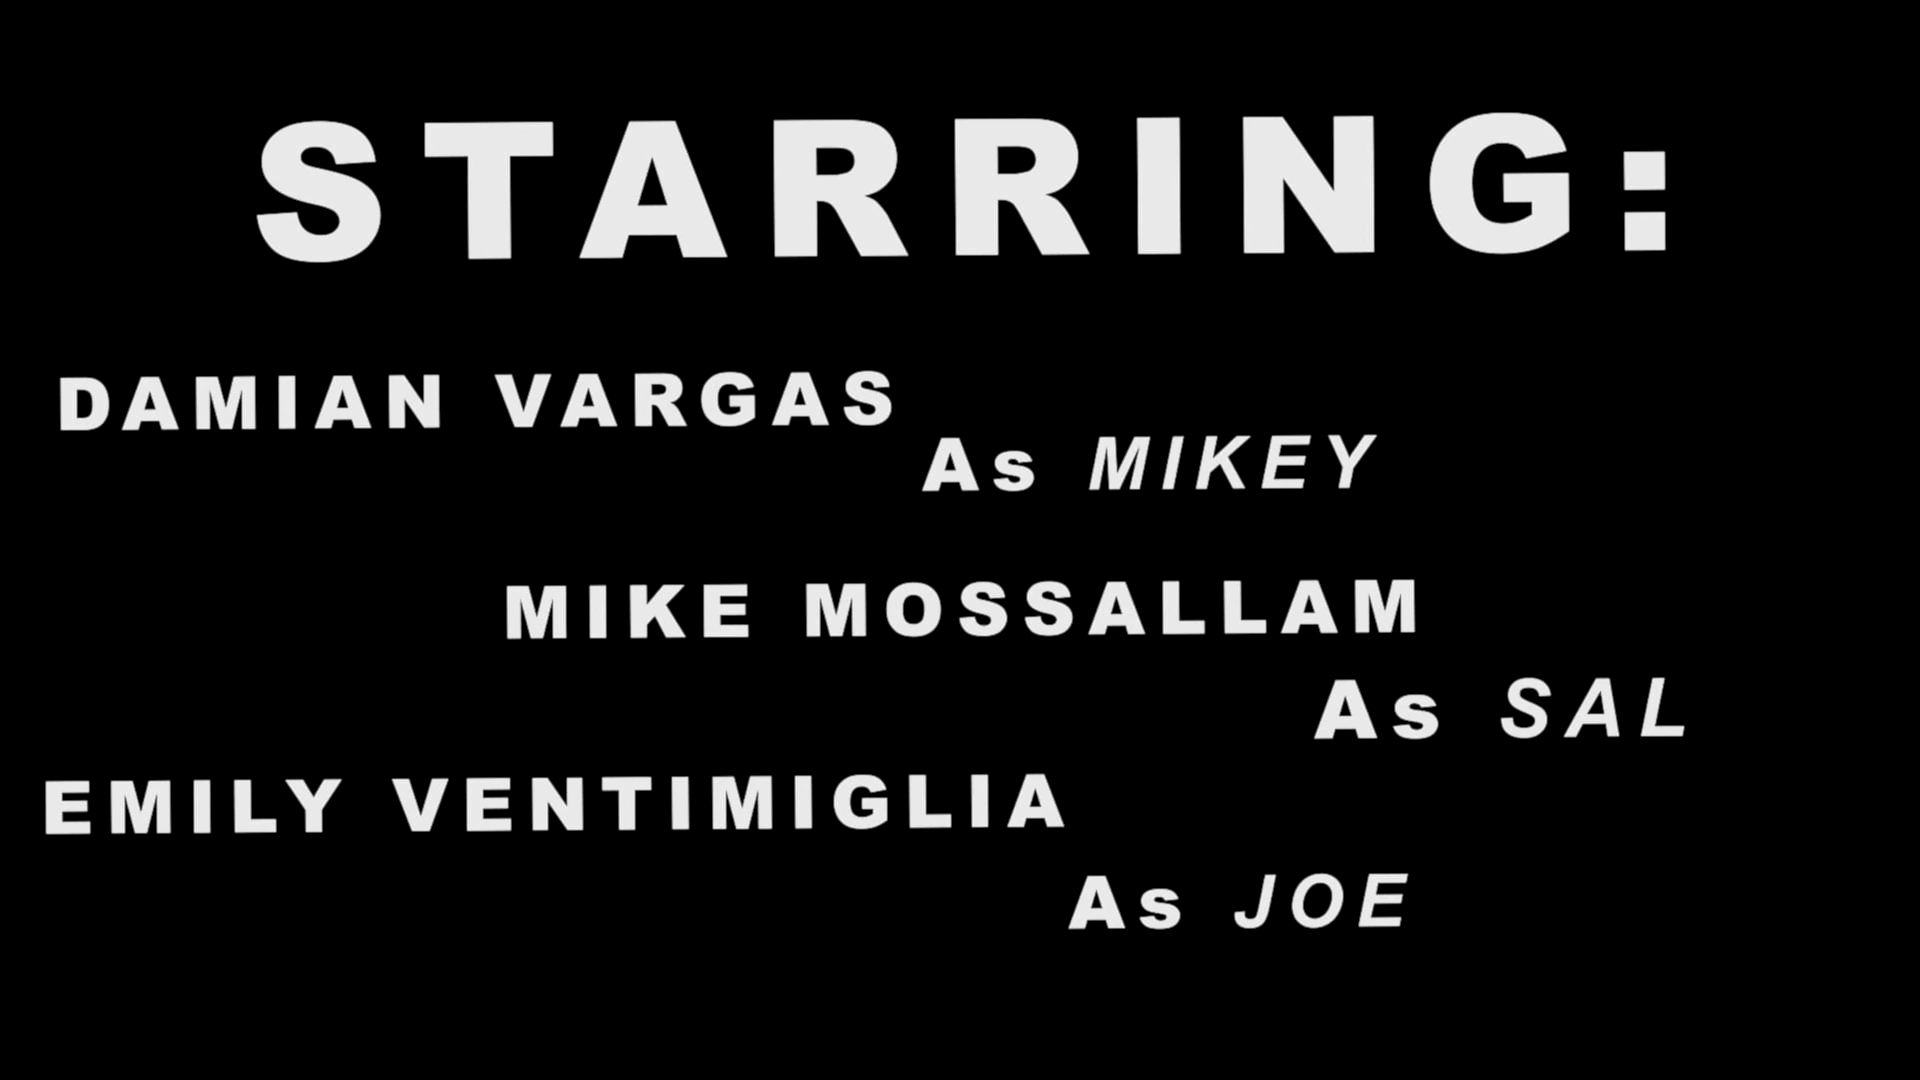 STARRING:
DAMIAN VARGAS
As MIKEY
MIKE MOSSALLAM
As SAL
EMILY VENTIMIGLIA
As JOE